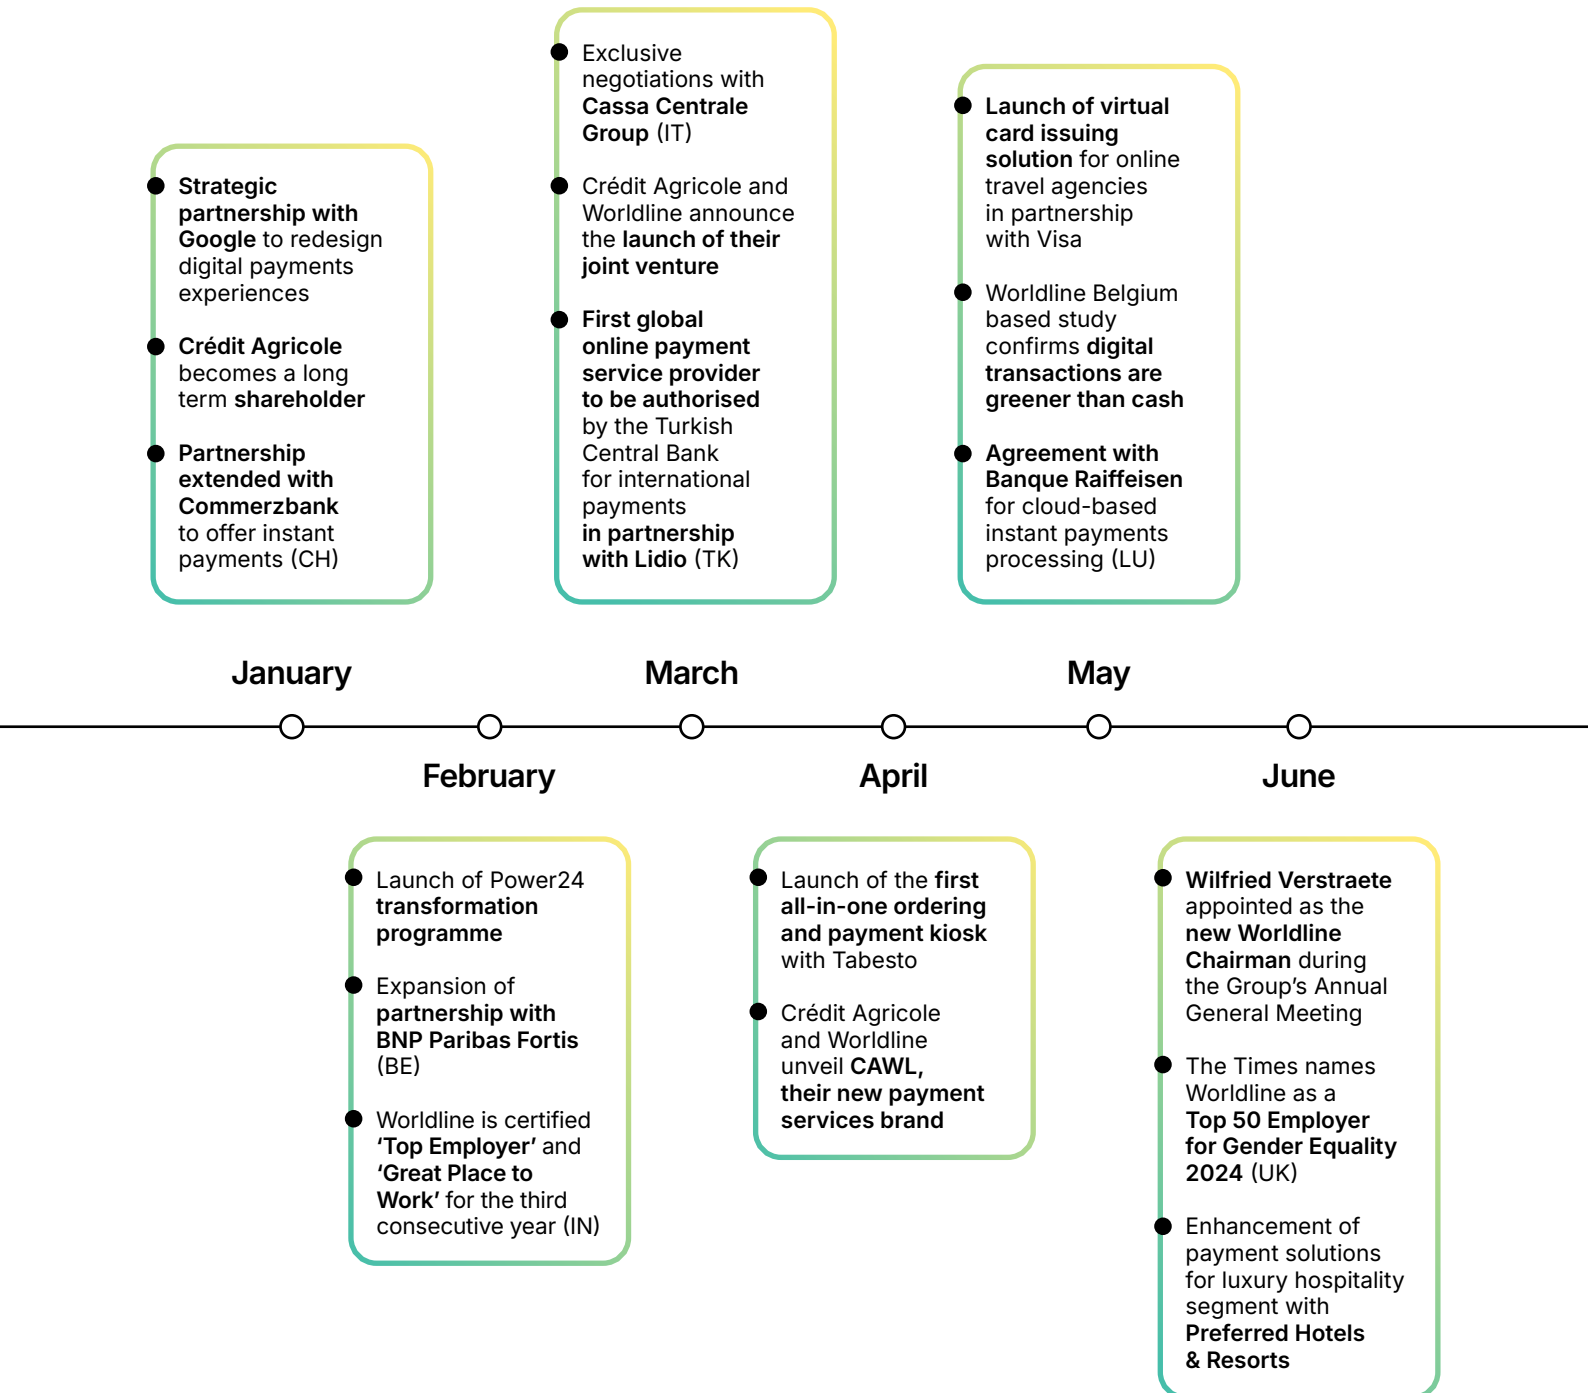 Strategic
partnership with
Google to redesign
digital payments
experiences
Crédit Agricole
becomes a long
term shareholder
Partnership
extended with
Commerzbank
to offer instant
payments (CH)
January
Launch of Power24
transformation
programme
Expansion of
partnership with
BNP Paribas Fortis
(BE)
Worldline is certified
‘Top Employer’ and
‘Great Place to
Work’ for the third
consecutive year (IN)
February
Exclusive
negotiations with
Cassa Centrale
Group (IT)
Crédit Agricole and
Worldline announce
the launch of their
joint venture
First global
online payment
service provider
to be authorised
by the Turkish
Central Bank
for international
payments
in partnership
with Lidio (TK)
March
April
Launch of the first
all-in-one ordering
and payment kiosk
with Tabesto
Crédit Agricole
and Worldline
unveil CAWL,
their new payment
services brand
Launch of virtual
card issuing
solution for online
travel agencies
in partnership
with Visa
Worldline Belgium
based study
confirms digital
transactions are
greener than cash
Agreement with
Banque Raiffeisen
for cloud-based
instant payments
processing (LU)
May
June
Wilfried Verstraete
appointed as the
new Worldline
Chairman during
the Group’s Annual
General Meeting
The Times names
Worldline as a
Top 50 Employer
for Gender Equality
2024 (UK)
Enhancement of
payment solutions
for luxury hospitality
segment with
Preferred Hotels
& Resorts